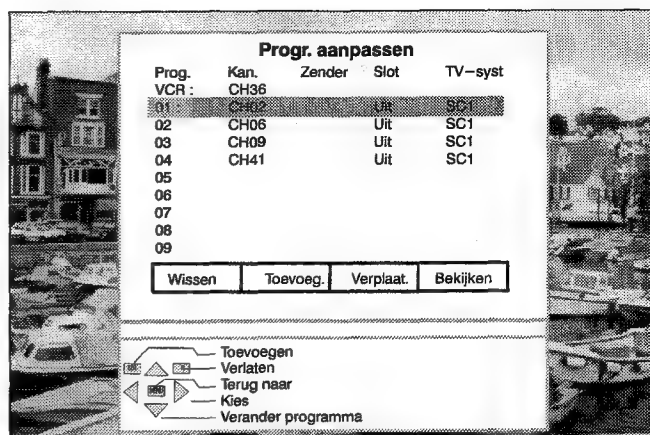 Progr. aanpassen
Prog. Kan. Zender Slot TV-syst
VCR : CH36
01 : CH02 Uit SC1
02 CH06 Uit SC1
03 CH09 Uit SC1
04 CH41 Uit SC1
05
06
07
08
09
Wissen Toevoeg. Verplaat. Bekijken
Toevoegen
Verlaten
Terug naar
Kies
Verander programma